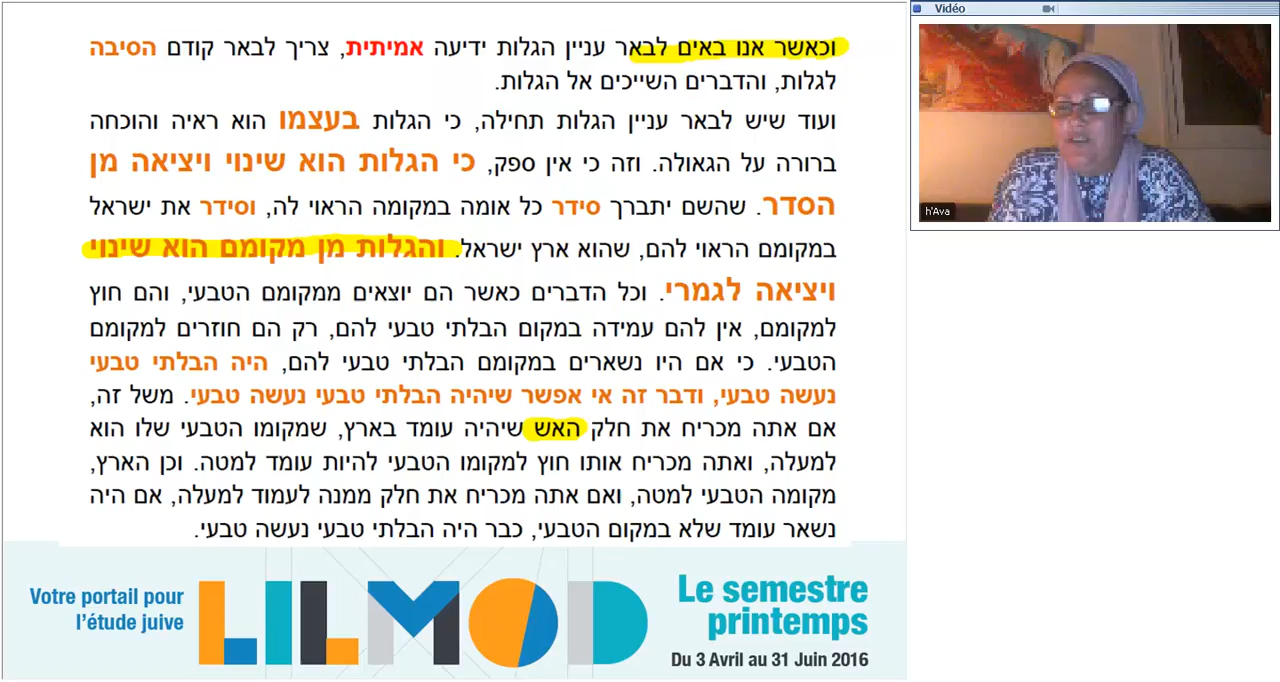 וכאשר אנו באים לבאר עניין הגלות ידיעה אמיתית, צריך לבאר קודם הסיבה
לגלות, והדברים השייכים אל הגלות.
ועוד שיש לבאר עניין הגלות תחילה, כי הגלות בעצמו הוא ראיה והוכחה
ברורה על הגאולה. וזה כי אין ספק, כי הגלות הוא שינוי ויציאה מן
הסדר. שהשם יתברך סידר כל אומה במקומה הראוי לה, וסידר את ישראל
במקומם הראוי להם, שהוא ארץ ישראל. והגלות מן מקומם הוא שינוי
ויציאה לגמרי. וכל הדברים כאשר הם יוצאים ממקומם הטבעי, והם חוץ
למקומם, אין להם עמידה במקום הבלתי טבעי להם, רק הם חוזרים למקומם
הטבעי. כי אם היו נשארים במקומם הבלתי טבעי להם, היה הבלתי טבעי
נעשה טבעי, ודבר זה אי אפשר שיהיה הבלתי טבעי נעשה טבעי. משל זה,
אם אתה מכריח את חלק האש שיהיה עומד בארץ, שמקומו הטבעי שלו הוא
למעלה, ואתה מכריח אותו חוץ למקומו הטבעי להיות עומד למטה. וכן הארץ,
מקומה הטבעי למטה, ואם אתה מכריח את חלק ממנה לעמוד למעלה, אם היה
נשאר עומד שלא במקום הטבעי, כבר היה הבלתי טבעי נעשה טבעי.
Vidéo
h'Ava
Votre portail pour
l'étude juive
LILMOD
Le semestre
printemps
Du 3 Avril au 31 Juin 2016